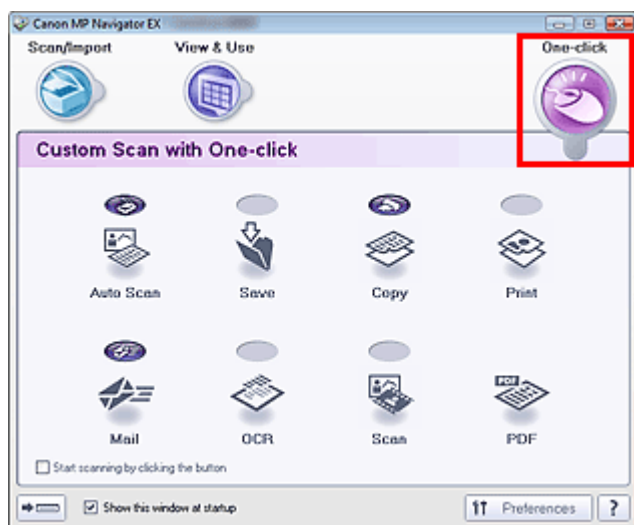 Canon MP Navigator EX
Scan/Import View & Use One-click
Custom Scan with One-click
Auto Scan Save Copy Print
PDF
Mail OCR Scan PDF
Start scanning by clicking the button
Show this window at startup Preferences ?